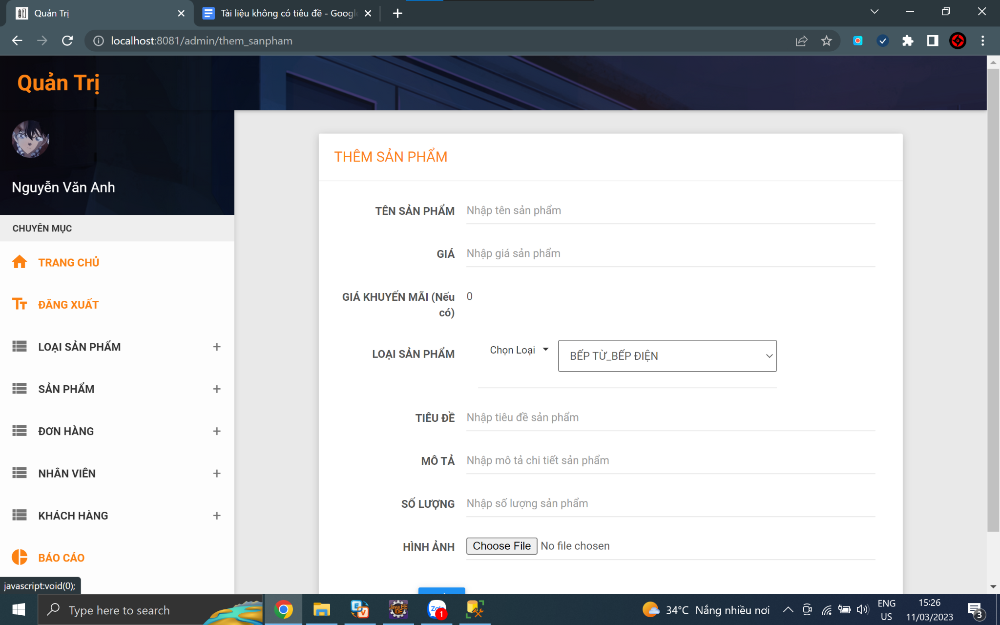 Quản Trị
Tài liệu không có tiêu đề - Google
localhost:8081/admin/them_sanpham
Quản Trị
Nguyễn Văn Anh
CHUYÊN MỤC
TRANG CHỦ
ĐĂNG XUẤT
LOẠI SẢN PHẨM
SẢN PHẨM
ĐƠN HÀNG
NHÂN VIÊN
KHÁCH HÀNG
BÁO CÁO
javascript:void(0);
THÊM SẢN PHẨM
TÊN SẢN PHẨM Nhập tên sản phẩm
GIÁ Nhập giá sản phẩm
GIÁ KHUYẾN MÃI (Nếu 0
có)
LOẠI SẢN PHẨM Chọn Loại BẾP TỪ_BẾP ĐIỆN
TIÊU ĐỀ Nhập tiêu đề sản phẩm
MÔ TẢ Nhập mô tả chi tiết sản phẩm
SỐ LƯỢNG Nhập số lượng sản phẩm
HÌNH ẢNH Choose File No file chosen
Type here to search
Java EE
IDE
Zalo
1
34°C Nắng nhiều nơi
ENG
US
15:26
11/03/2023
3